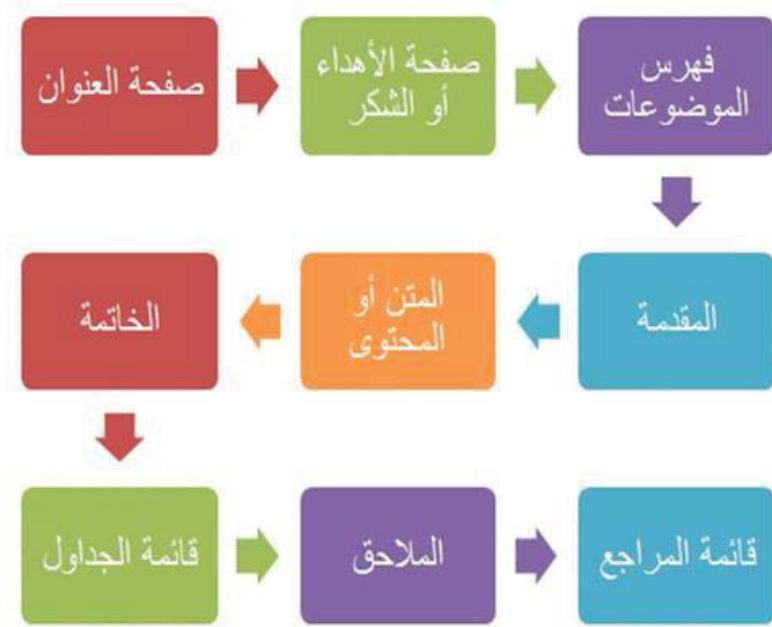 صفحة العنوان
صفحة الأهداء
أو الشكر
فهرس
الموضوعات
المقدمة
المتن أو
المحتوى
الخاتمة
قائمة الجداول
الملاحق
قائمة المراجع